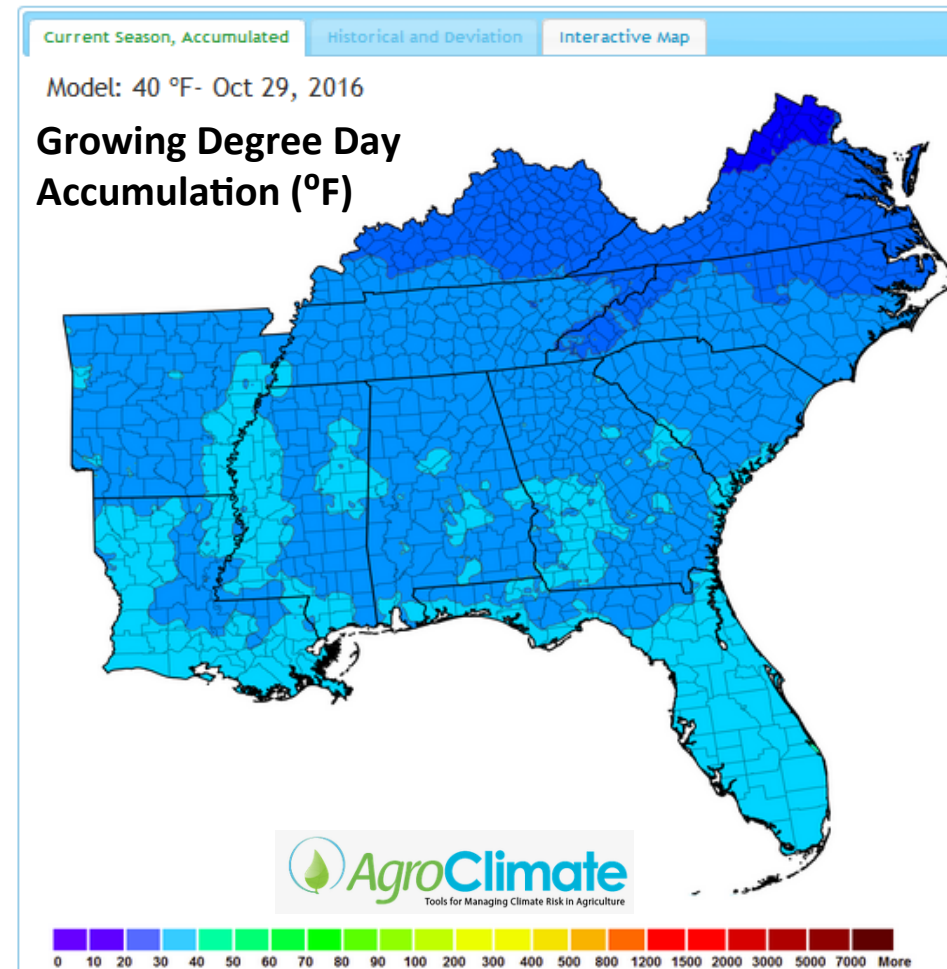 Current Season, Accumulated Historical and Deviation Interactive Map
Model: 40 ºF- Oct 29, 2016
Growing Degree Day
Accumulation (⁰F)
AgroClimate
Tools for Managing Climate Risk in Agriculture
0 10 20 30 40 50 60 70 80 90 100 200 300 400 500 800 1200 1500 2000 3000 5000 7000 More